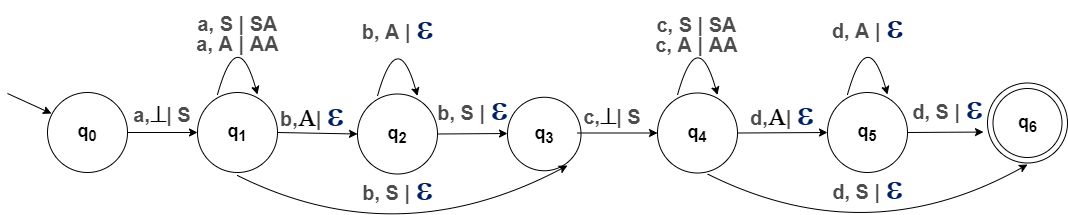 a, S | SA
a, A | AA
b, A | ε
c, S | SA
c, A | AA
d, A | ε
q0
a,⊥| S
q1
b,A| ε
q2
b, S | ε
q3
c,⊥| S
q4
d,A| ε
q5
d, S | ε
q6
b, S | ε
d, S | ε